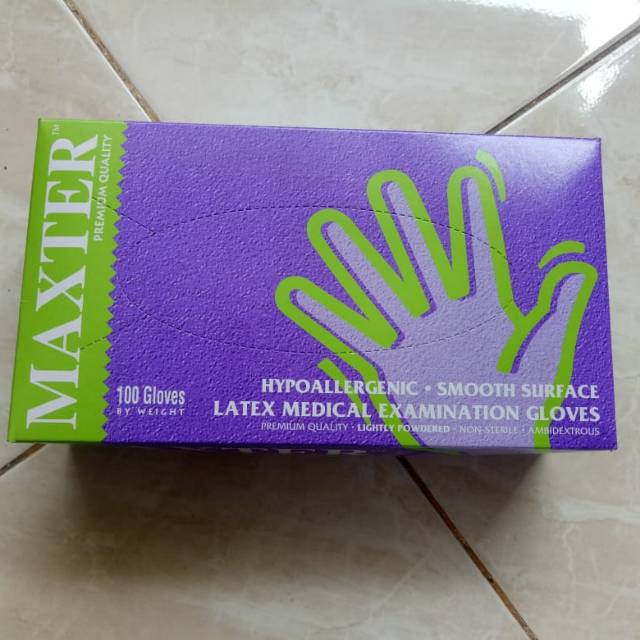 MAXTER™
PREMIUM QUALITY
100 Gloves
BY WEIGHT
HYPOALLERGENIC • SMOOTH SURFACE
LATEX MEDICAL EXAMINATION GLOVES
PREMIUM QUALITY • LIGHTLY POWDERED • NON-STERILE • AMBIDEXTROUS
MAXTER